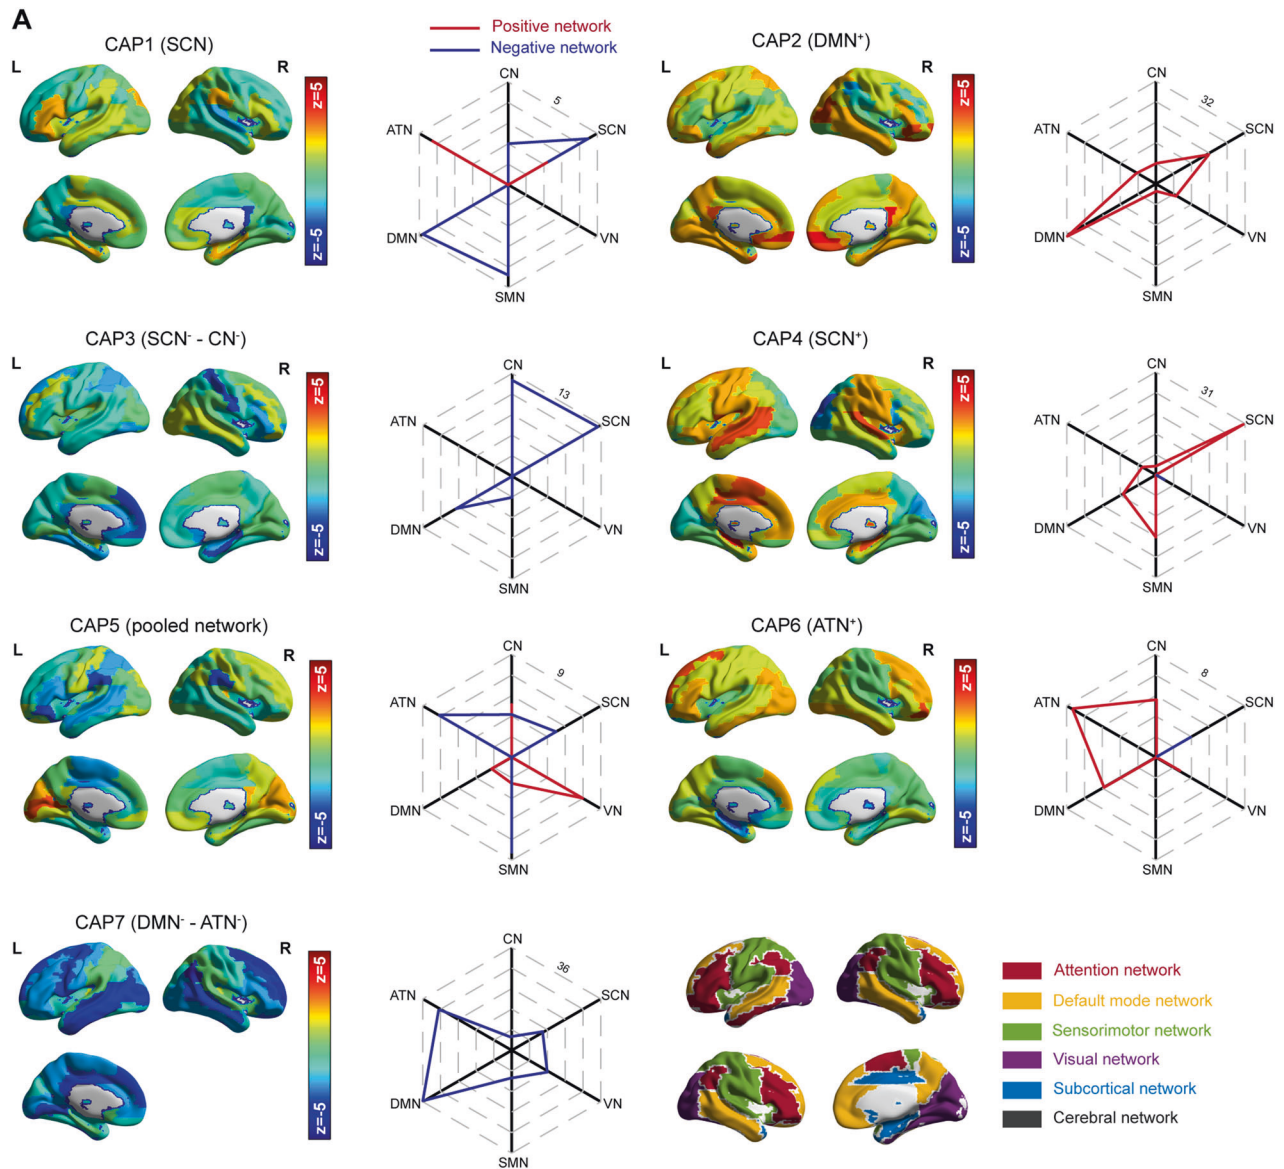 A
CAP1 (SCN)
Positive network
Negative network
CAP2 (DMN⁺)
L
R
z=5
z=-5
CN
5
SCN
ATN
DMN
VN
SMN
L
R
z=5
z=-5
CN
32
SCN
ATN
DMN
VN
SMN
CAP3 (SCN⁻ - CN⁻)
L
R
z=5
z=-5
CN
13
SCN
ATN
DMN
VN
SMN
CAP4 (SCN⁺)
L
R
z=5
z=-5
CN
31
SCN
ATN
DMN
VN
SMN
CAP5 (pooled network)
L
R
z=5
z=-5
CN
9
SCN
ATN
DMN
VN
SMN
CAP6 (ATN⁺)
L
R
z=5
z=-5
CN
8
SCN
ATN
DMN
VN
SMN
CAP7 (DMN⁻ - ATN⁻)
L
R
z=5
z=-5
CN
36
SCN
ATN
DMN
VN
SMN
Attention network
Default mode network
Sensorimotor network
Visual network
Subcortical network
Cerebral network